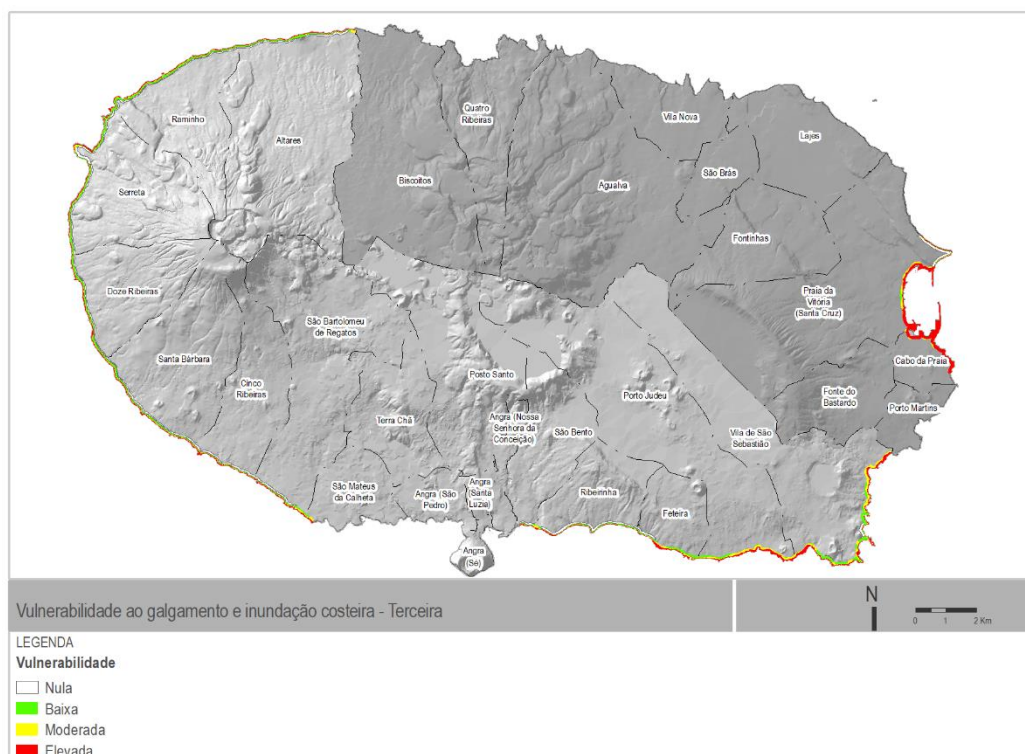 Raminho
Altares
Quatro
Ribeiras
Vila Nova
Lajes
Biscoitos
Agualva
São Brás
Serreta
Fontinhas
Doze Ribeiras
Praia da
Vitória
(Santa Cruz)
São Bartolomeu
de Regatos
Santa Bárbara
Cinco
Ribeiras
Posto Santo
Porto Judeu
Cabo da Praia
Fonte do
Bastardo
Porto Martins
Terra Chã
Angra (Nossa
Senhora da
Conceição)
São Bento
Vila de São
Sebastião
São Mateus
da Calheta
Angra (São
Pedro)
Angra
(Santa
Luzia)
Ribeirinha
Feteira
Angra
(Sé)
Vulnerabilidade ao galgamento e inundação costeira - Terceira
N
0 1 2 Km
LEGENDA
Vulnerabilidade
Nula
Baixa
Moderada
Elevada